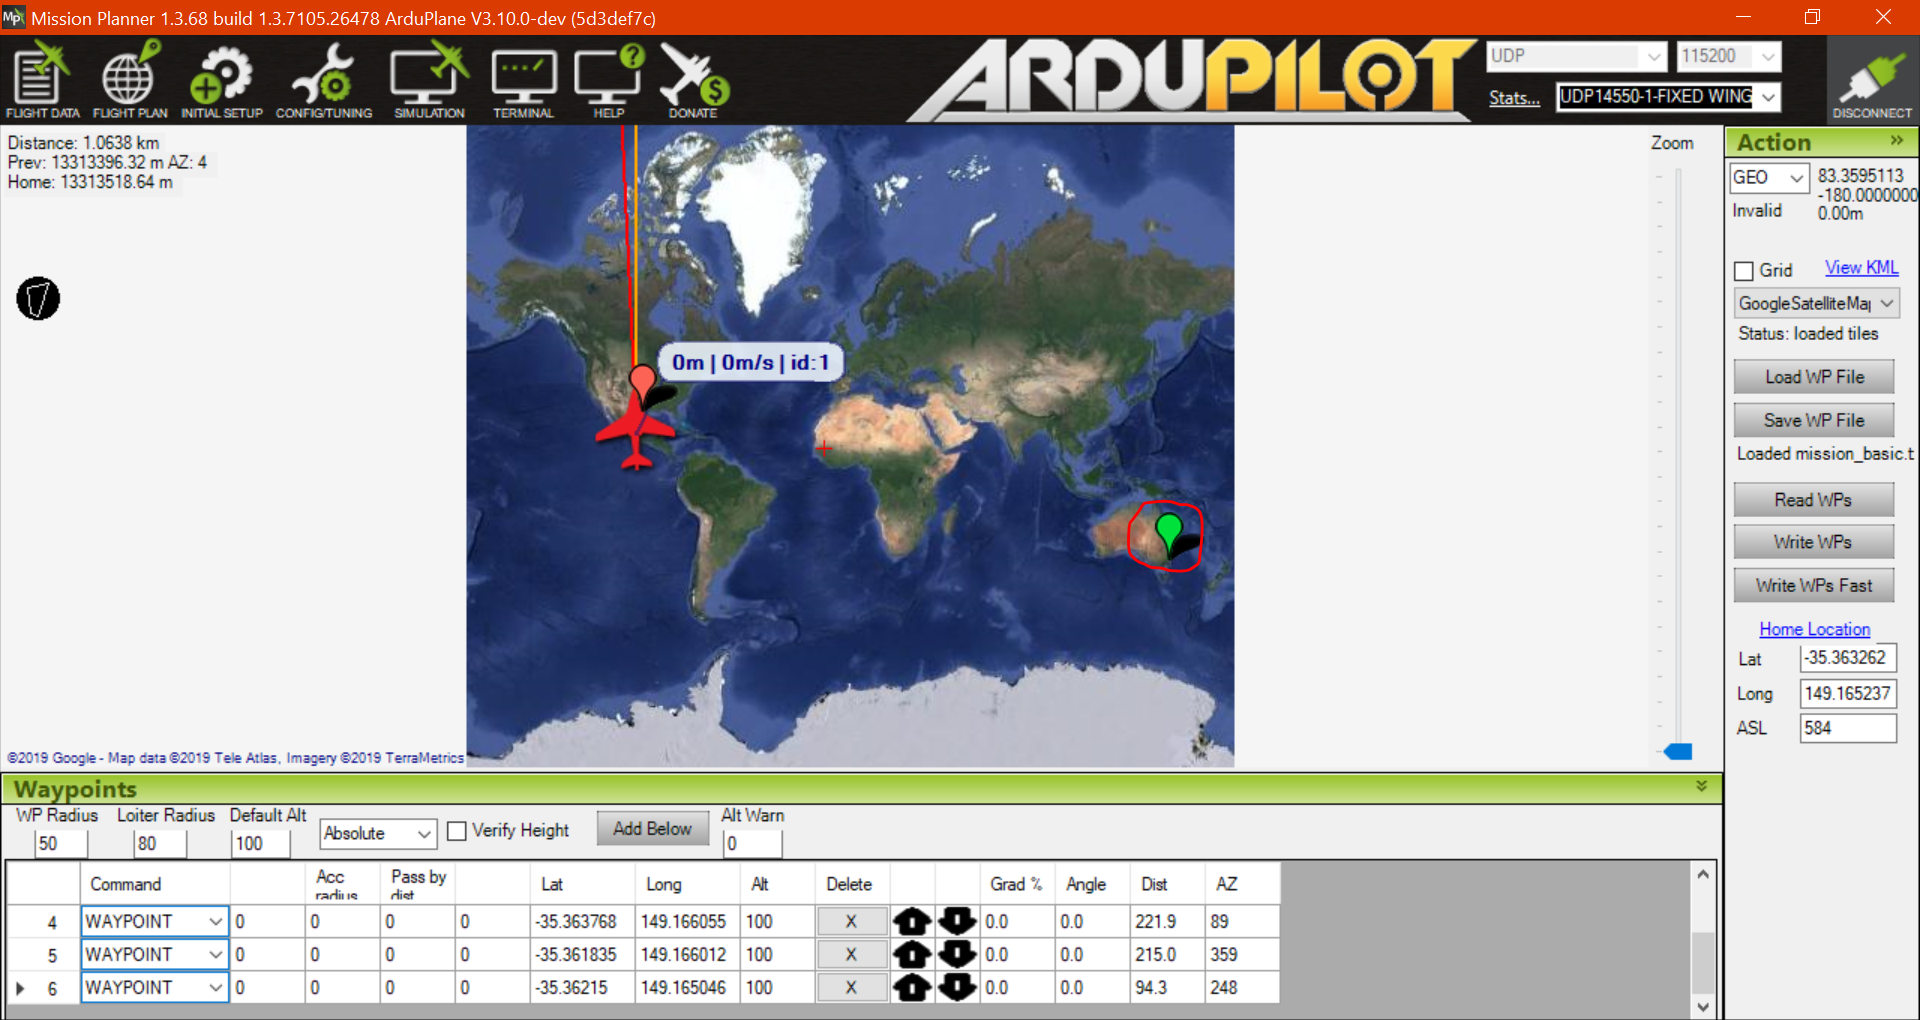 Mission Planner 1.3.68 build 1.3.7105.26478 ArduPlane V3.10.0-dev (5d3def7c)
FLIGHT DATA FLIGHT PLAN INITIAL SETUP CONFIG/TUNING SIMULATION TERMINAL HELP DONATE
ARDUPILOT
UDP 115200
Stats... UDP14550-1-FIXED WING
DISCONNECT
Distance: 1.0638 km
Prev: 13313396.32 m AZ: 4
Home: 13313518.64 m
0m | 0m/s | id:1
©2019 Google - Map data ©2019 Tele Atlas, Imagery ©2019 TerraMetrics
Zoom
Action
GEO 83.3595113
-180.0000000
Invalid 0.00m
Grid View KML
GoogleSatelliteMap
Status: loaded tiles
Load WP File
Save WP File
Loaded mission_basic.t
Read WPs
Write WPs
Write WPs Fast
Home Location
Lat -35.363262
Long 149.165237
ASL 584
Waypoints
WP Radius Loiter Radius Default Alt Alt Warn
50 80 100 Absolute Verify Height Add Below 0
Command Acc radius Pass by dist Lat Long Alt Delete Grad % Angle Dist AZ
4 WAYPOINT 0 0 0 0 -35.363768 149.166055 100 X 0.0 0.0 221.9 89
5 WAYPOINT 0 0 0 0 -35.361835 149.166012 100 X 0.0 0.0 215.0 359
6 WAYPOINT 0 0 0 0 -35.36215 149.165046 100 X 0.0 0.0 94.3 248